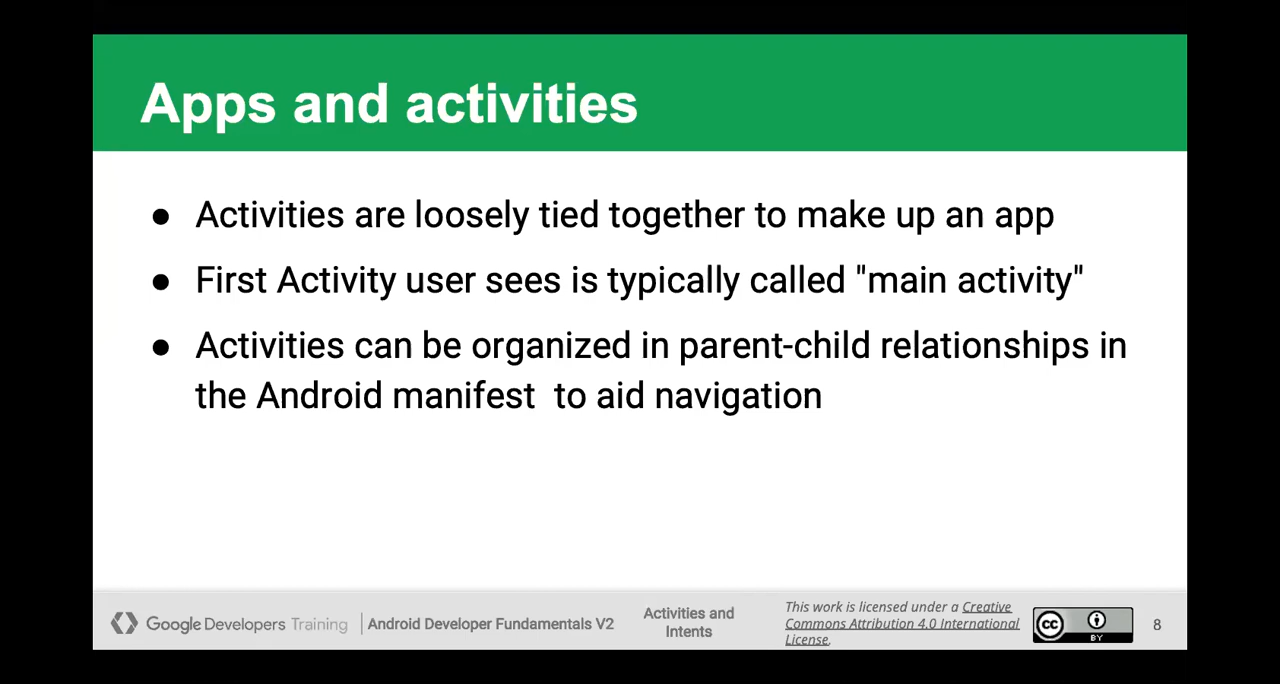 Apps and activities
● Activities are loosely tied together to make up an app
● First Activity user sees is typically called "main activity"
● Activities can be organized in parent-child relationships in
the Android manifest  to aid navigation
Google Developers Training | Android Developer Fundamentals V2
Activities and
Intents
This work is licensed under a Creative
Commons Attribution 4.0 International
License.
cc BY
8